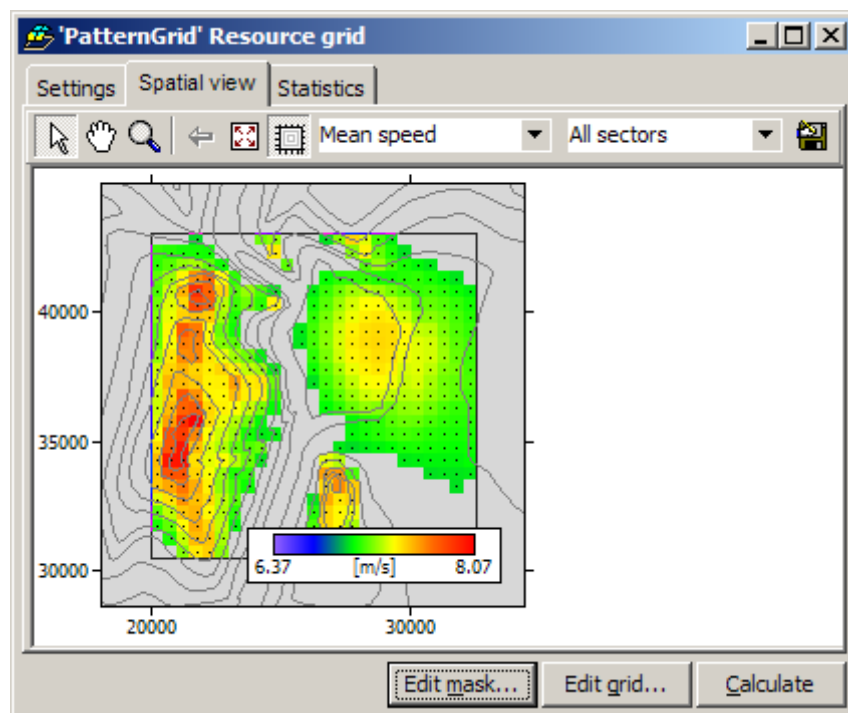 'PatternGrid' Resource grid
Settings Spatial view Statistics
Mean speed All sectors
40000
35000
30000
6.37 [m/s] 8.07
20000 30000
Edit mask... Edit grid... Calculate